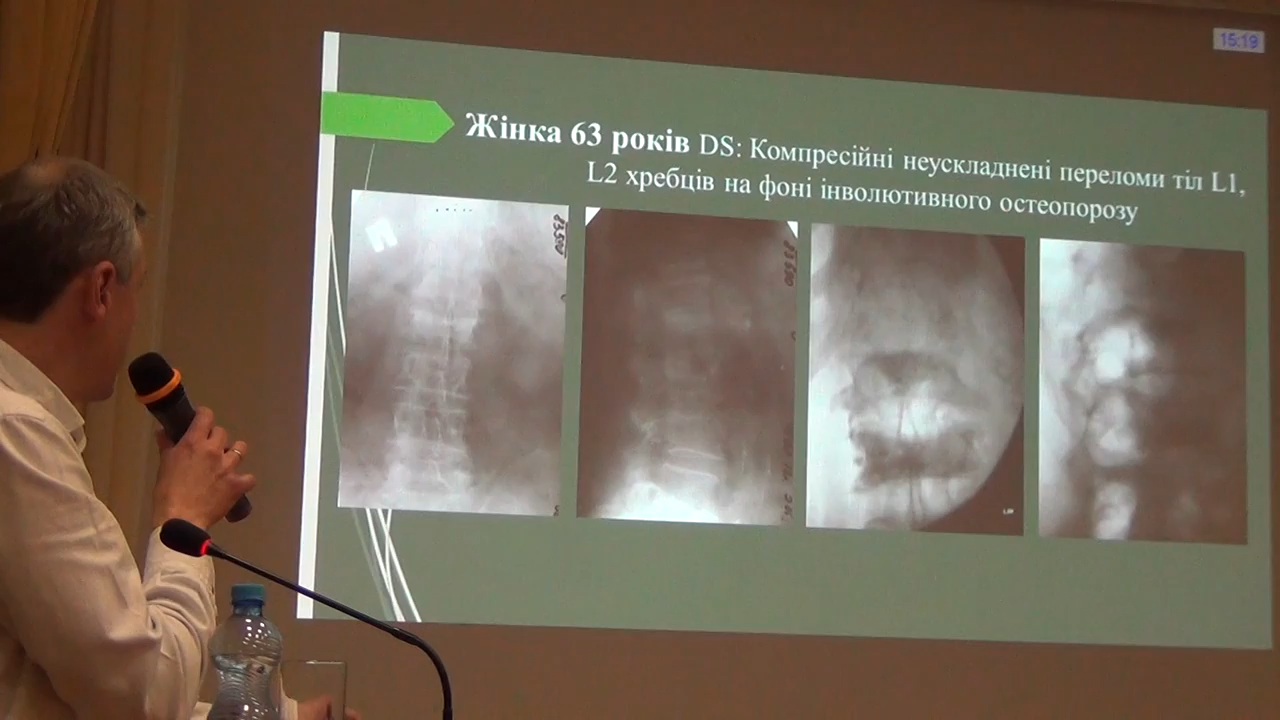 15:19
Жінка 63 років DS: Компресійні неускладнені переломи тіл L1,
L2 хребців на фоні інволютивного остеопорозу